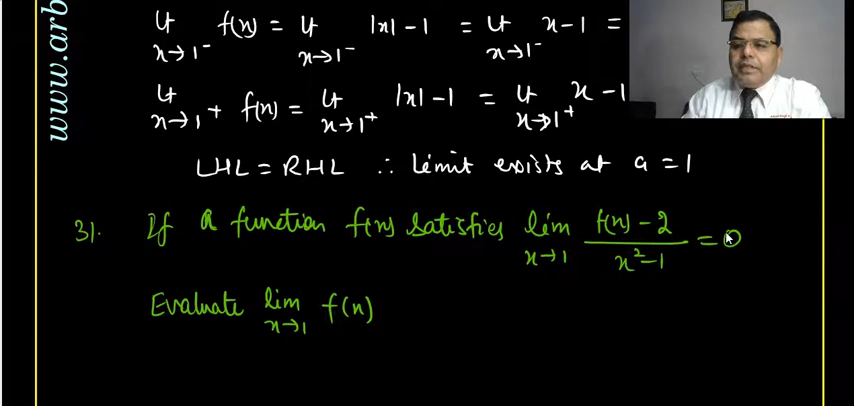 www.arb
Lt x→1⁻ f(x) = Lt x→1⁻ |x| - 1 = Lt x→1⁻ x - 1 =
Lt x→1⁺ f(x) = Lt x→1⁺ |x| - 1 = Lt x→1⁺ x - 1
LHL = RHL ∴ Limit exists at a = 1
31. If a function f(x) satisfies lim x→1 (f(x) - 2)/(x² - 1) =
Evaluate lim x→1 f(x)